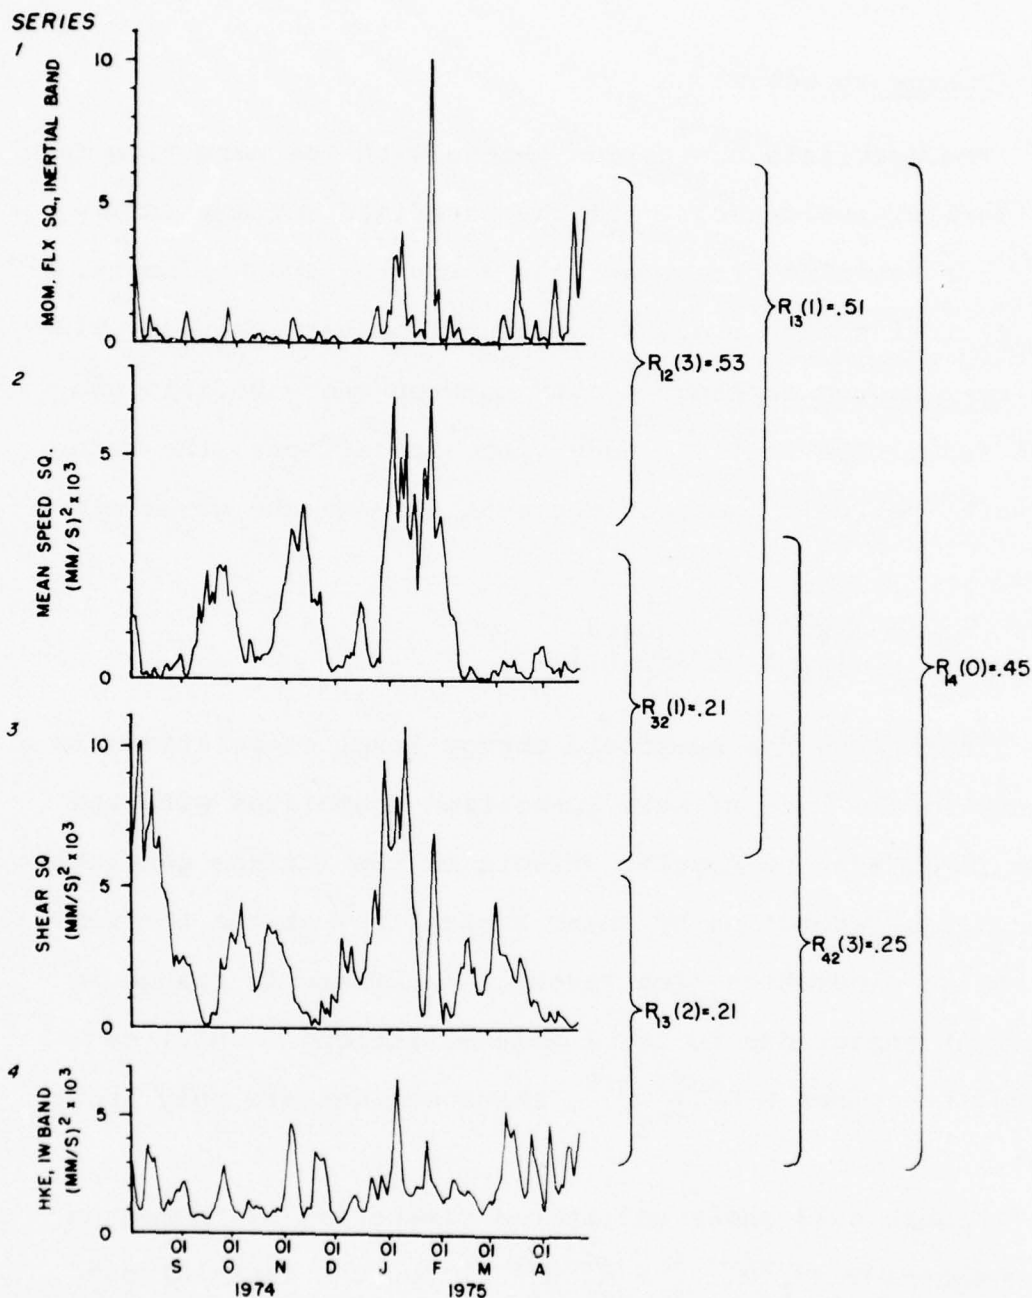 SERIES
1
MOM. FLX SQ, INERTIAL BAND
10
5
0
2
MEAN SPEED SQ.
(MM/S)² x 10³
5
0
3
SHEAR SQ
(MM/S)² x 10³
10
5
0
4
HKE, IW BAND
(MM/S)² x 10³
5
0
01 01 01 01 01 01 01 01
S O N D J F M A
1974 1975
R12(3)=.53
R13(1)=.51
R32(1)=.21
R14(0)=.45
R42(3)=.25
R13(2)=.21